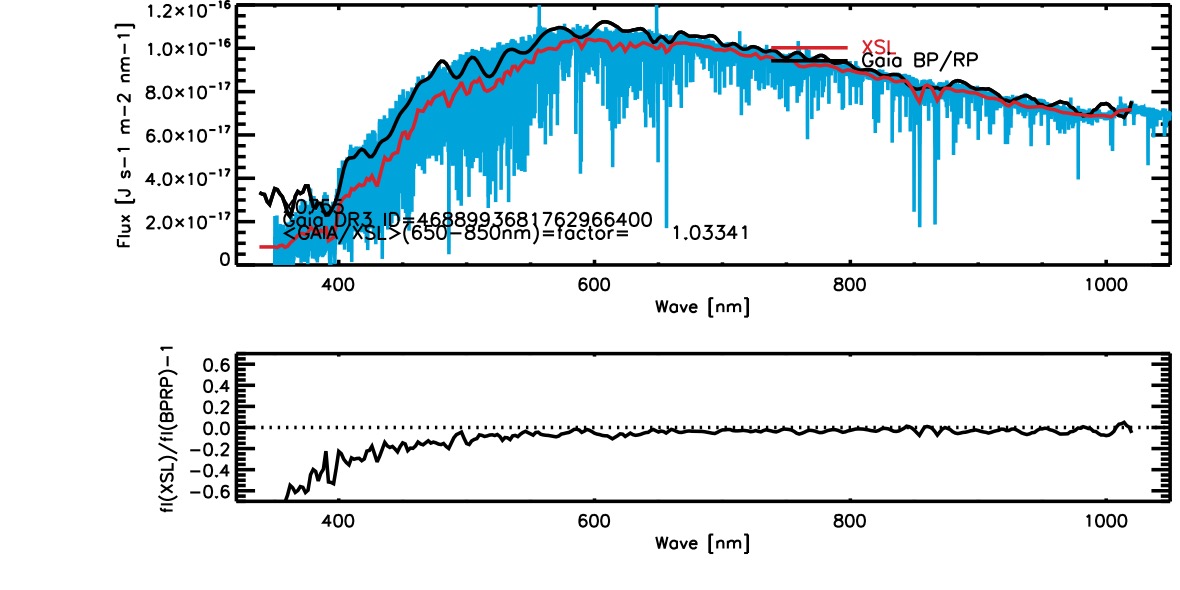 1.2×10−16
1.0×10−16
8.0×10−17
6.0×10−17
4.0×10−17
2.0×10−17
0
Flux [J s−1 m−2 nm−1]
XSL
Gaia BP/RP
Gaia DR3 ID=4688993681762966400
<GAIA/XSL>(650−850nm)=factor= 1.03341
400 600 800 1000
Wave [nm]
0.6
0.4
0.2
0.0
−0.2
−0.4
−0.6
fl(XSL)/fl(BPRP)−1
400 600 800 1000
Wave [nm]